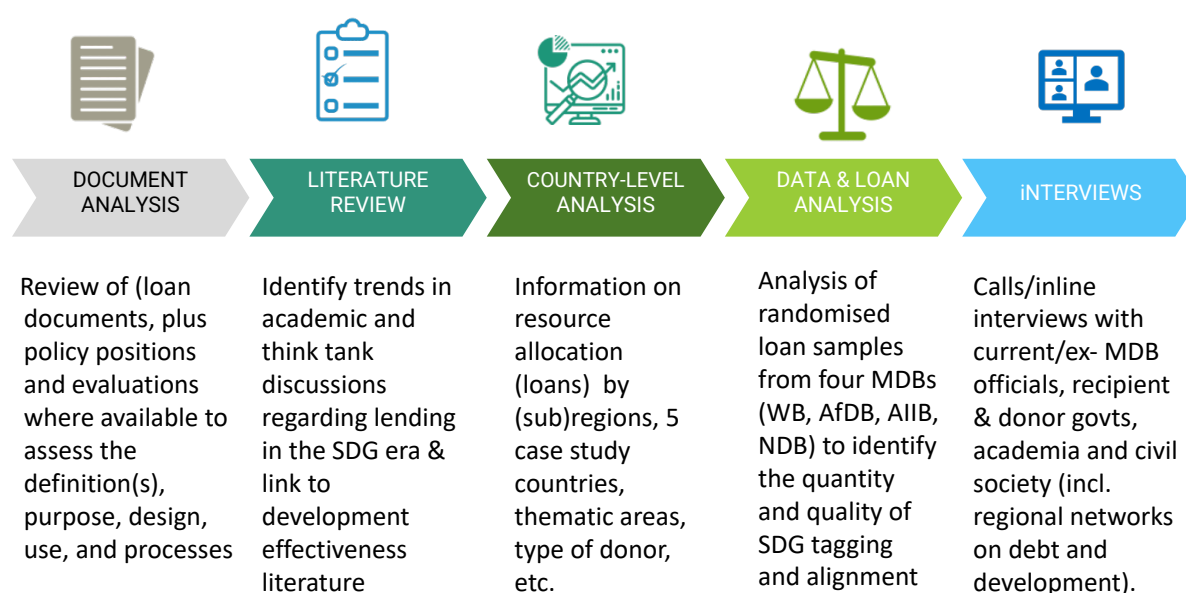 DOCUMENT
ANALYSIS
LITERATURE
REVIEW
COUNTRY-LEVEL
ANALYSIS
DATA & LOAN
ANALYSIS
iNTERVIEWS
Review of (loan
documents, plus
policy positions
and evaluations
where available to
assess the
definition(s),
purpose, design,
use, and processes
Identify trends in
academic and
think tank
discussions
regarding lending
in the SDG era &
link to
development
effectiveness
literature
Information on
resource
allocation
(loans) by
(sub)regions, 5
case study
countries,
thematic areas,
type of donor,
etc.
Analysis of
randomised
loan samples
from four MDBs
(WB, AfDB, AIIB,
NDB) to identify
the quantity
and quality of
SDG tagging
and alignment
Calls/inline
interviews with
current/ex- MDB
officials, recipient
& donor govts,
academia and civil
society (incl.
regional networks
on debt and
development).